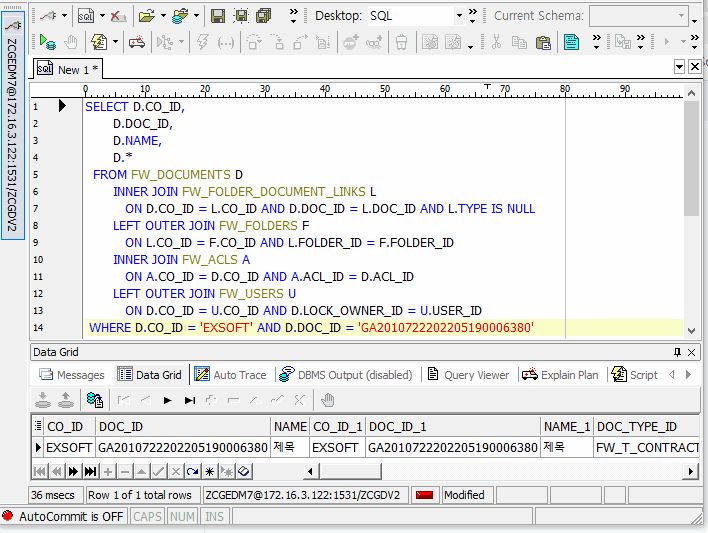 Desktop: SQL
Current Schema:
ZCGEDM7@172.16.3.122:1531/ZCGDV2
SQL New 1 *
0 10 20 30 40 50 60 70 80 90
1 SELECT D.CO_ID,
2 D.DOC_ID,
3 D.NAME,
4 D.*
5 FROM FW_DOCUMENTS D
6 INNER JOIN FW_FOLDER_DOCUMENT_LINKS L
7 ON D.CO_ID = L.CO_ID AND D.DOC_ID = L.DOC_ID AND L.TYPE IS NULL
8 LEFT OUTER JOIN FW_FOLDERS F
9 ON L.CO_ID = F.CO_ID AND L.FOLDER_ID = F.FOLDER_ID
10 INNER JOIN FW_ACLS A
11 ON A.CO_ID = D.CO_ID AND A.ACL_ID = D.ACL_ID
12 LEFT OUTER JOIN FW_USERS U
13 ON D.CO_ID = U.CO_ID AND D.LOCK_OWNER_ID = U.USER_ID
14 WHERE D.CO_ID = 'EXSOFT' AND D.DOC_ID = 'GA2010722202205190006380'
Data Grid
Messages Data Grid Auto Trace DBMS Output (disabled) Query Viewer Explain Plan Script
CO_ID DOC_ID NAME CO_ID_1 DOC_ID_1 NAME_1 DOC_TYPE_ID
EXSOFT GA2010722202205190006380 제목 EXSOFT GA2010722202205190006380 제목 FW_T_CONTRACT
36 msecs Row 1 of 1 total rows ZCGEDM7@172.16.3.122:1531/ZCGDV2 Modified
AutoCommit is OFF CAPS NUM INS